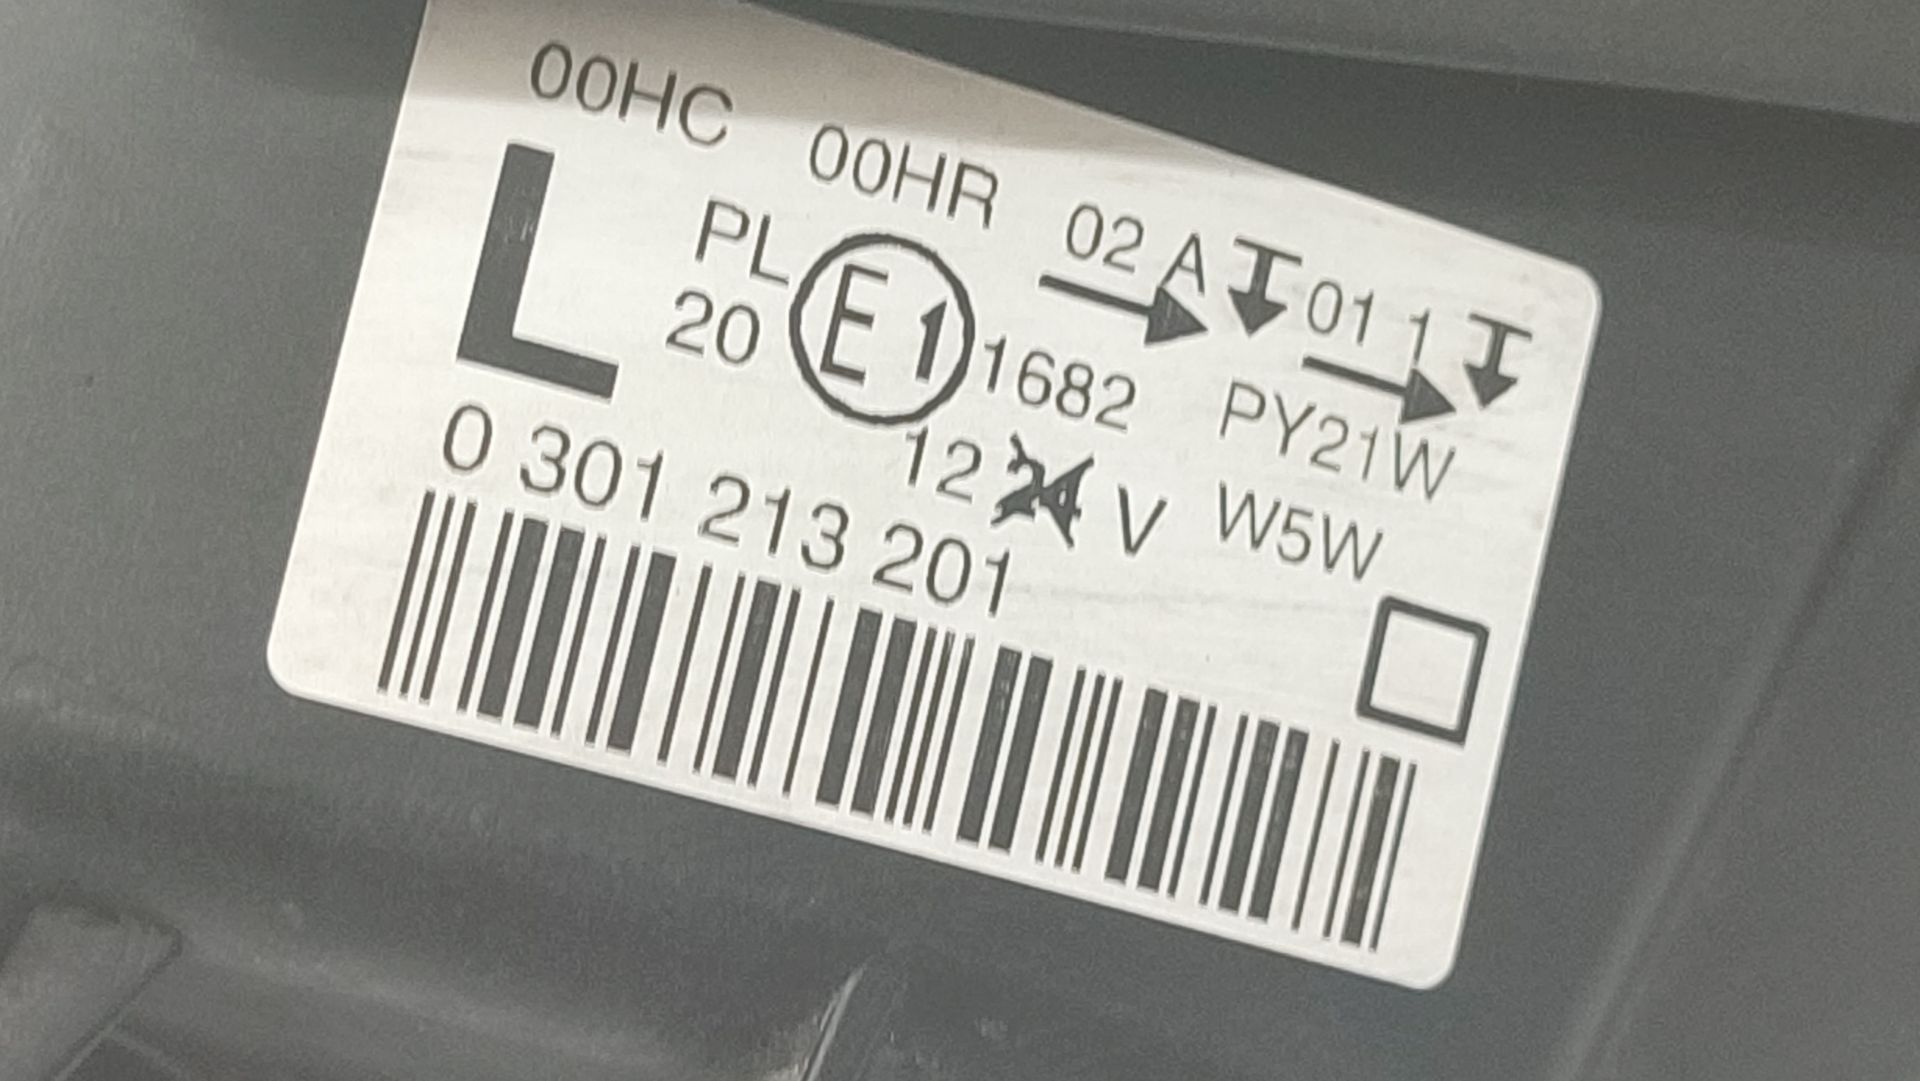 00HC 00HR 02 A 01 1
L PL E1 1682 PY21W
20 12 24 V W5W
0 301 213 201